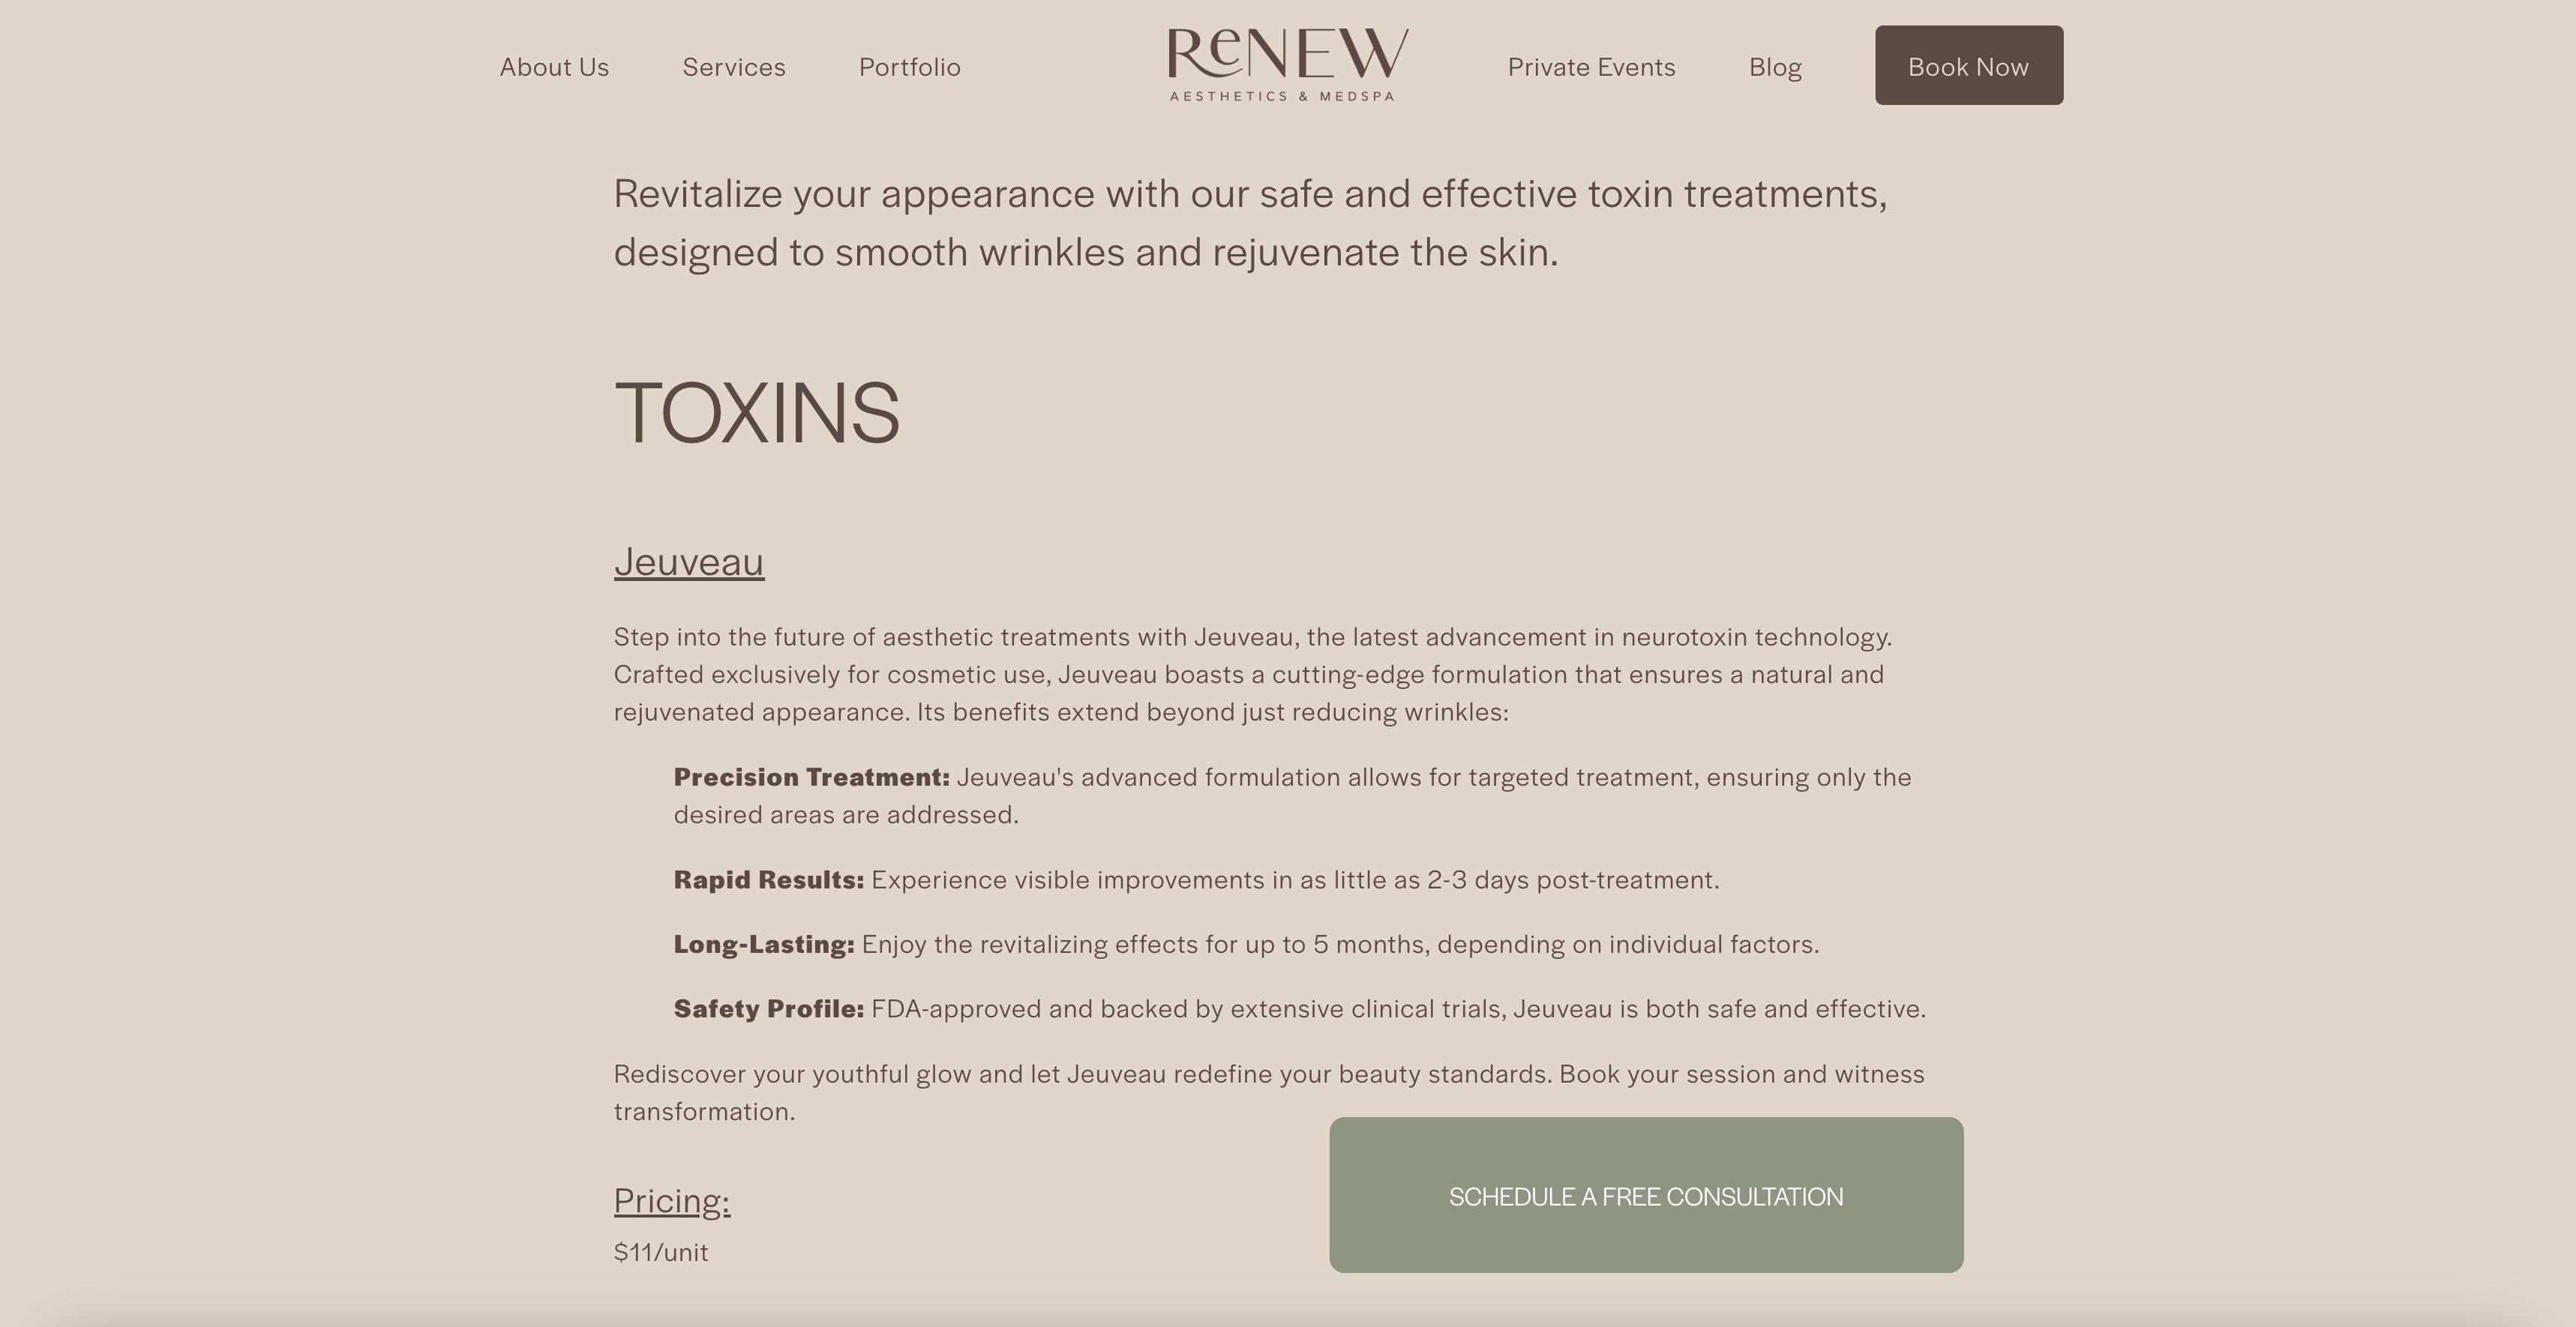 About Us Services Portfolio ReNEW Private Events Blog Book Now
AESTHETICS & MEDSPA
Revitalize your appearance with our safe and effective toxin treatments,
designed to smooth wrinkles and rejuvenate the skin.
TOXINS
Jeuveau
Step into the future of aesthetic treatments with Jeuveau, the latest advancement in neurotoxin technology.
Crafted exclusively for cosmetic use, Jeuveau boasts a cutting-edge formulation that ensures a natural and
rejuvenated appearance. Its benefits extend beyond just reducing wrinkles:
Precision Treatment: Jeuveau's advanced formulation allows for targeted treatment, ensuring only the
desired areas are addressed.
Rapid Results: Experience visible improvements in as little as 2-3 days post-treatment.
Long-Lasting: Enjoy the revitalizing effects for up to 5 months, depending on individual factors.
Safety Profile: FDA-approved and backed by extensive clinical trials, Jeuveau is both safe and effective.
Rediscover your youthful glow and let Jeuveau redefine your beauty standards. Book your session and witness
transformation.
Pricing:
$11/unit
SCHEDULE A FREE CONSULTATION